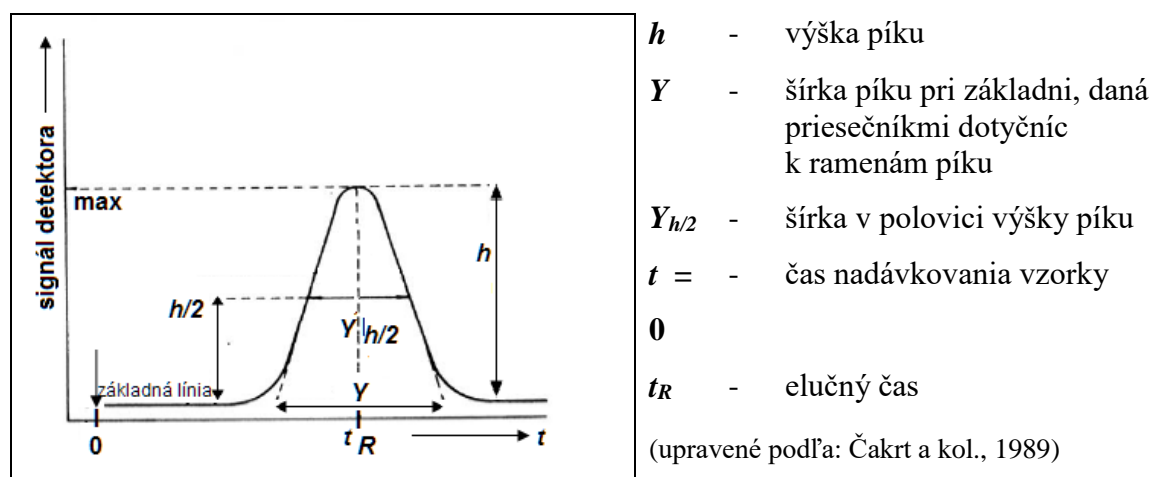 signál detektora
max
h
h/2
Y h/2
základná línia
Y
0
t R
t
h - výška píku
Y - šírka píku pri základni, daná
priesečníkmi dotyčníc
k ramenám píku
Yh/2 - šírka v polovici výšky píku
t = - čas nadávkovania vzorky
0
tR - elučný čas
(upravené podľa: Čakrt a kol., 1989)